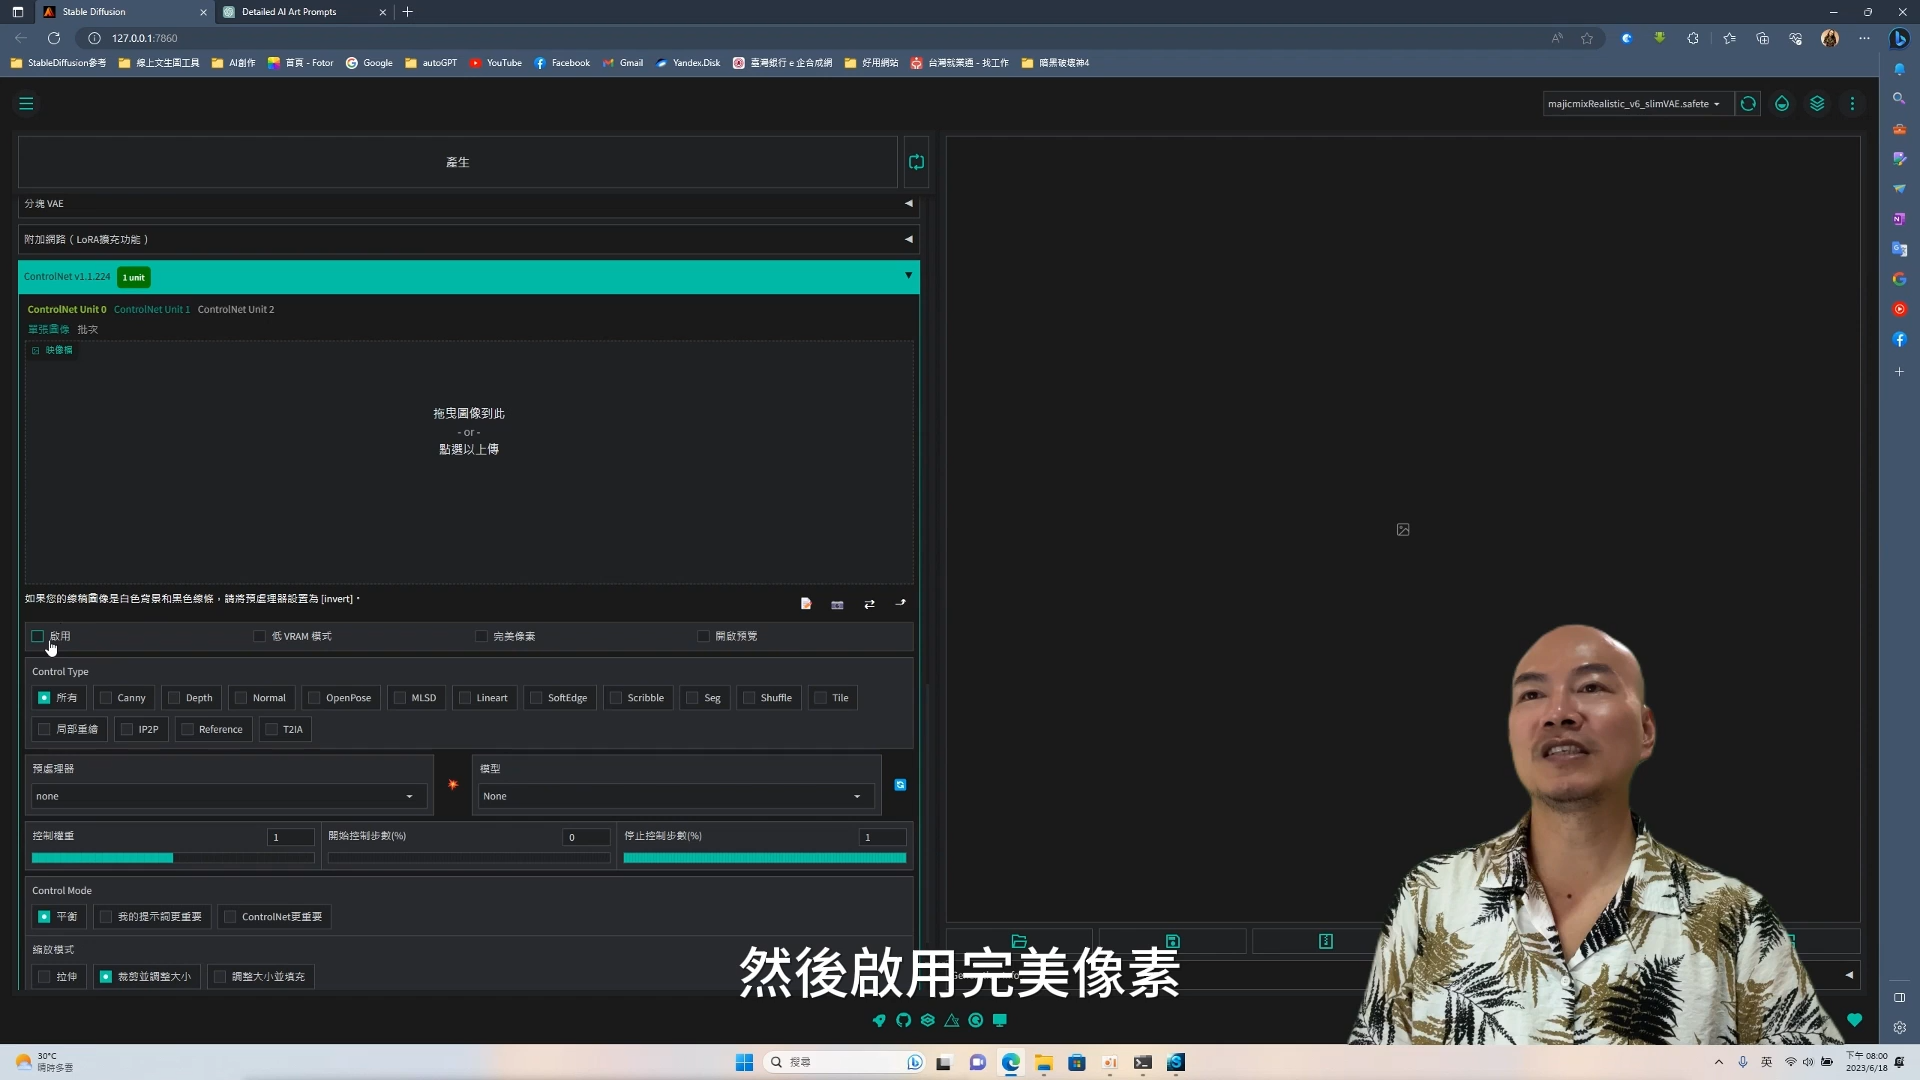 Stable Diffusion
Detailed AI Art Prompts
127.0.0.1:7860
StableDiffusion參考 線上文生圖工具 AI創作 首頁 - Fotor Google autoGPT YouTube Facebook Gmail Yandex.Disk 臺灣銀行 e 企合成網 好用網站 台灣就業通 - 找工作 暗黑破壞神4
majicmixRealistic_v6_slimVAE.safete
產生
分塊 VAE
附加網路（LoRA擴充功能）
ControlNet v1.1.224 1 unit
ControlNet Unit 0 ControlNet Unit 1 ControlNet Unit 2
單張圖像 批次
映像檔
拖曳圖像到此
- or -
點選以上傳
如果您的線稿圖像是白色背景和黑色線條，請將預處理器設置為 [invert]。
啟用 低 VRAM 模式 完美像素 開啟預覽
Control Type
所有 Canny Depth Normal OpenPose MLSD Lineart SoftEdge Scribble Seg Shuffle Tile
局部重繪 IP2P Reference T2IA
預處理器 模型
none None
控制權重 1 開始控制步數(%) 0 停止控制步數(%) 1
Control Mode
平衡 我的提示詞更重要 ControlNet更重要
縮放模式
拉伸 裁剪並調整大小 調整大小並填充
然後啟用完美像素
30°C
晴時多雲
搜尋
英
下午 08:00
2023/6/18